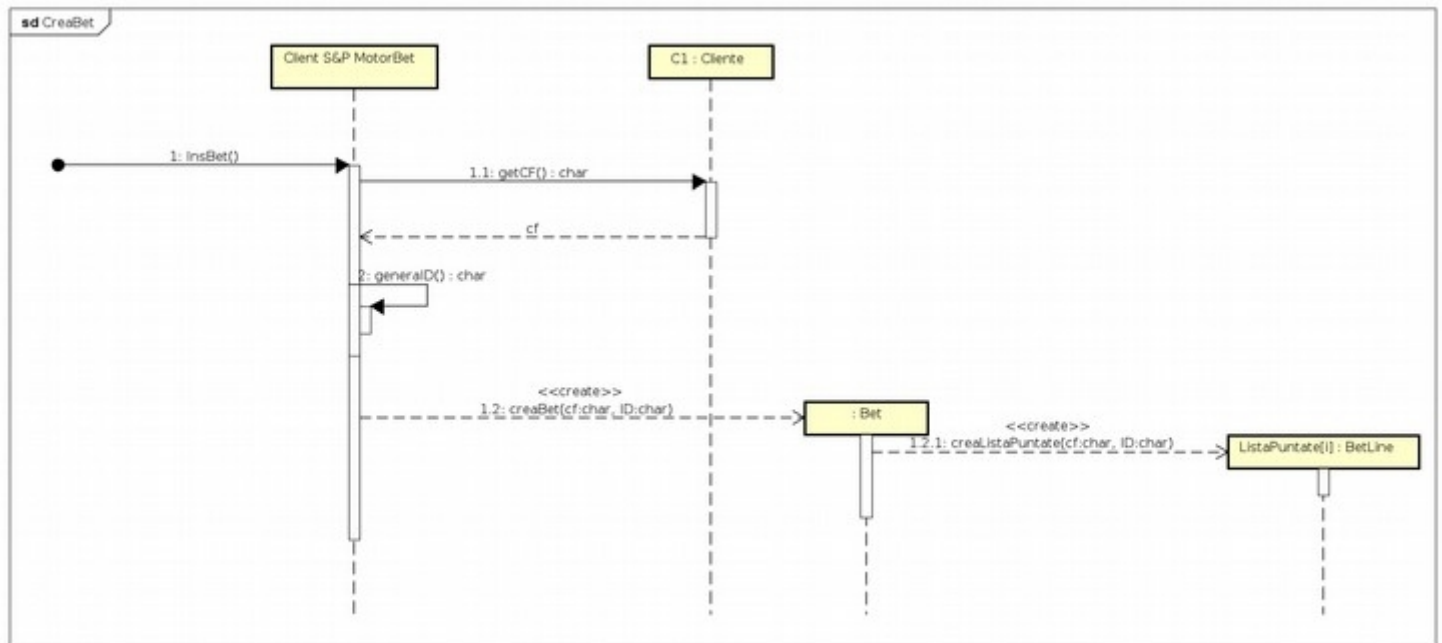 sd CreaBet
Client S&P MotorBet
C1 : Cliente
1: InsBet()
1.1: getCF() : char
cf
2: generaID() : char
<<create>>
1.2: creaBet(cf:char, ID:char)
: Bet
<<create>>
1.2.1: creaListaPuntate(cf:char, ID:char)
ListaPuntate[i] : BetLine